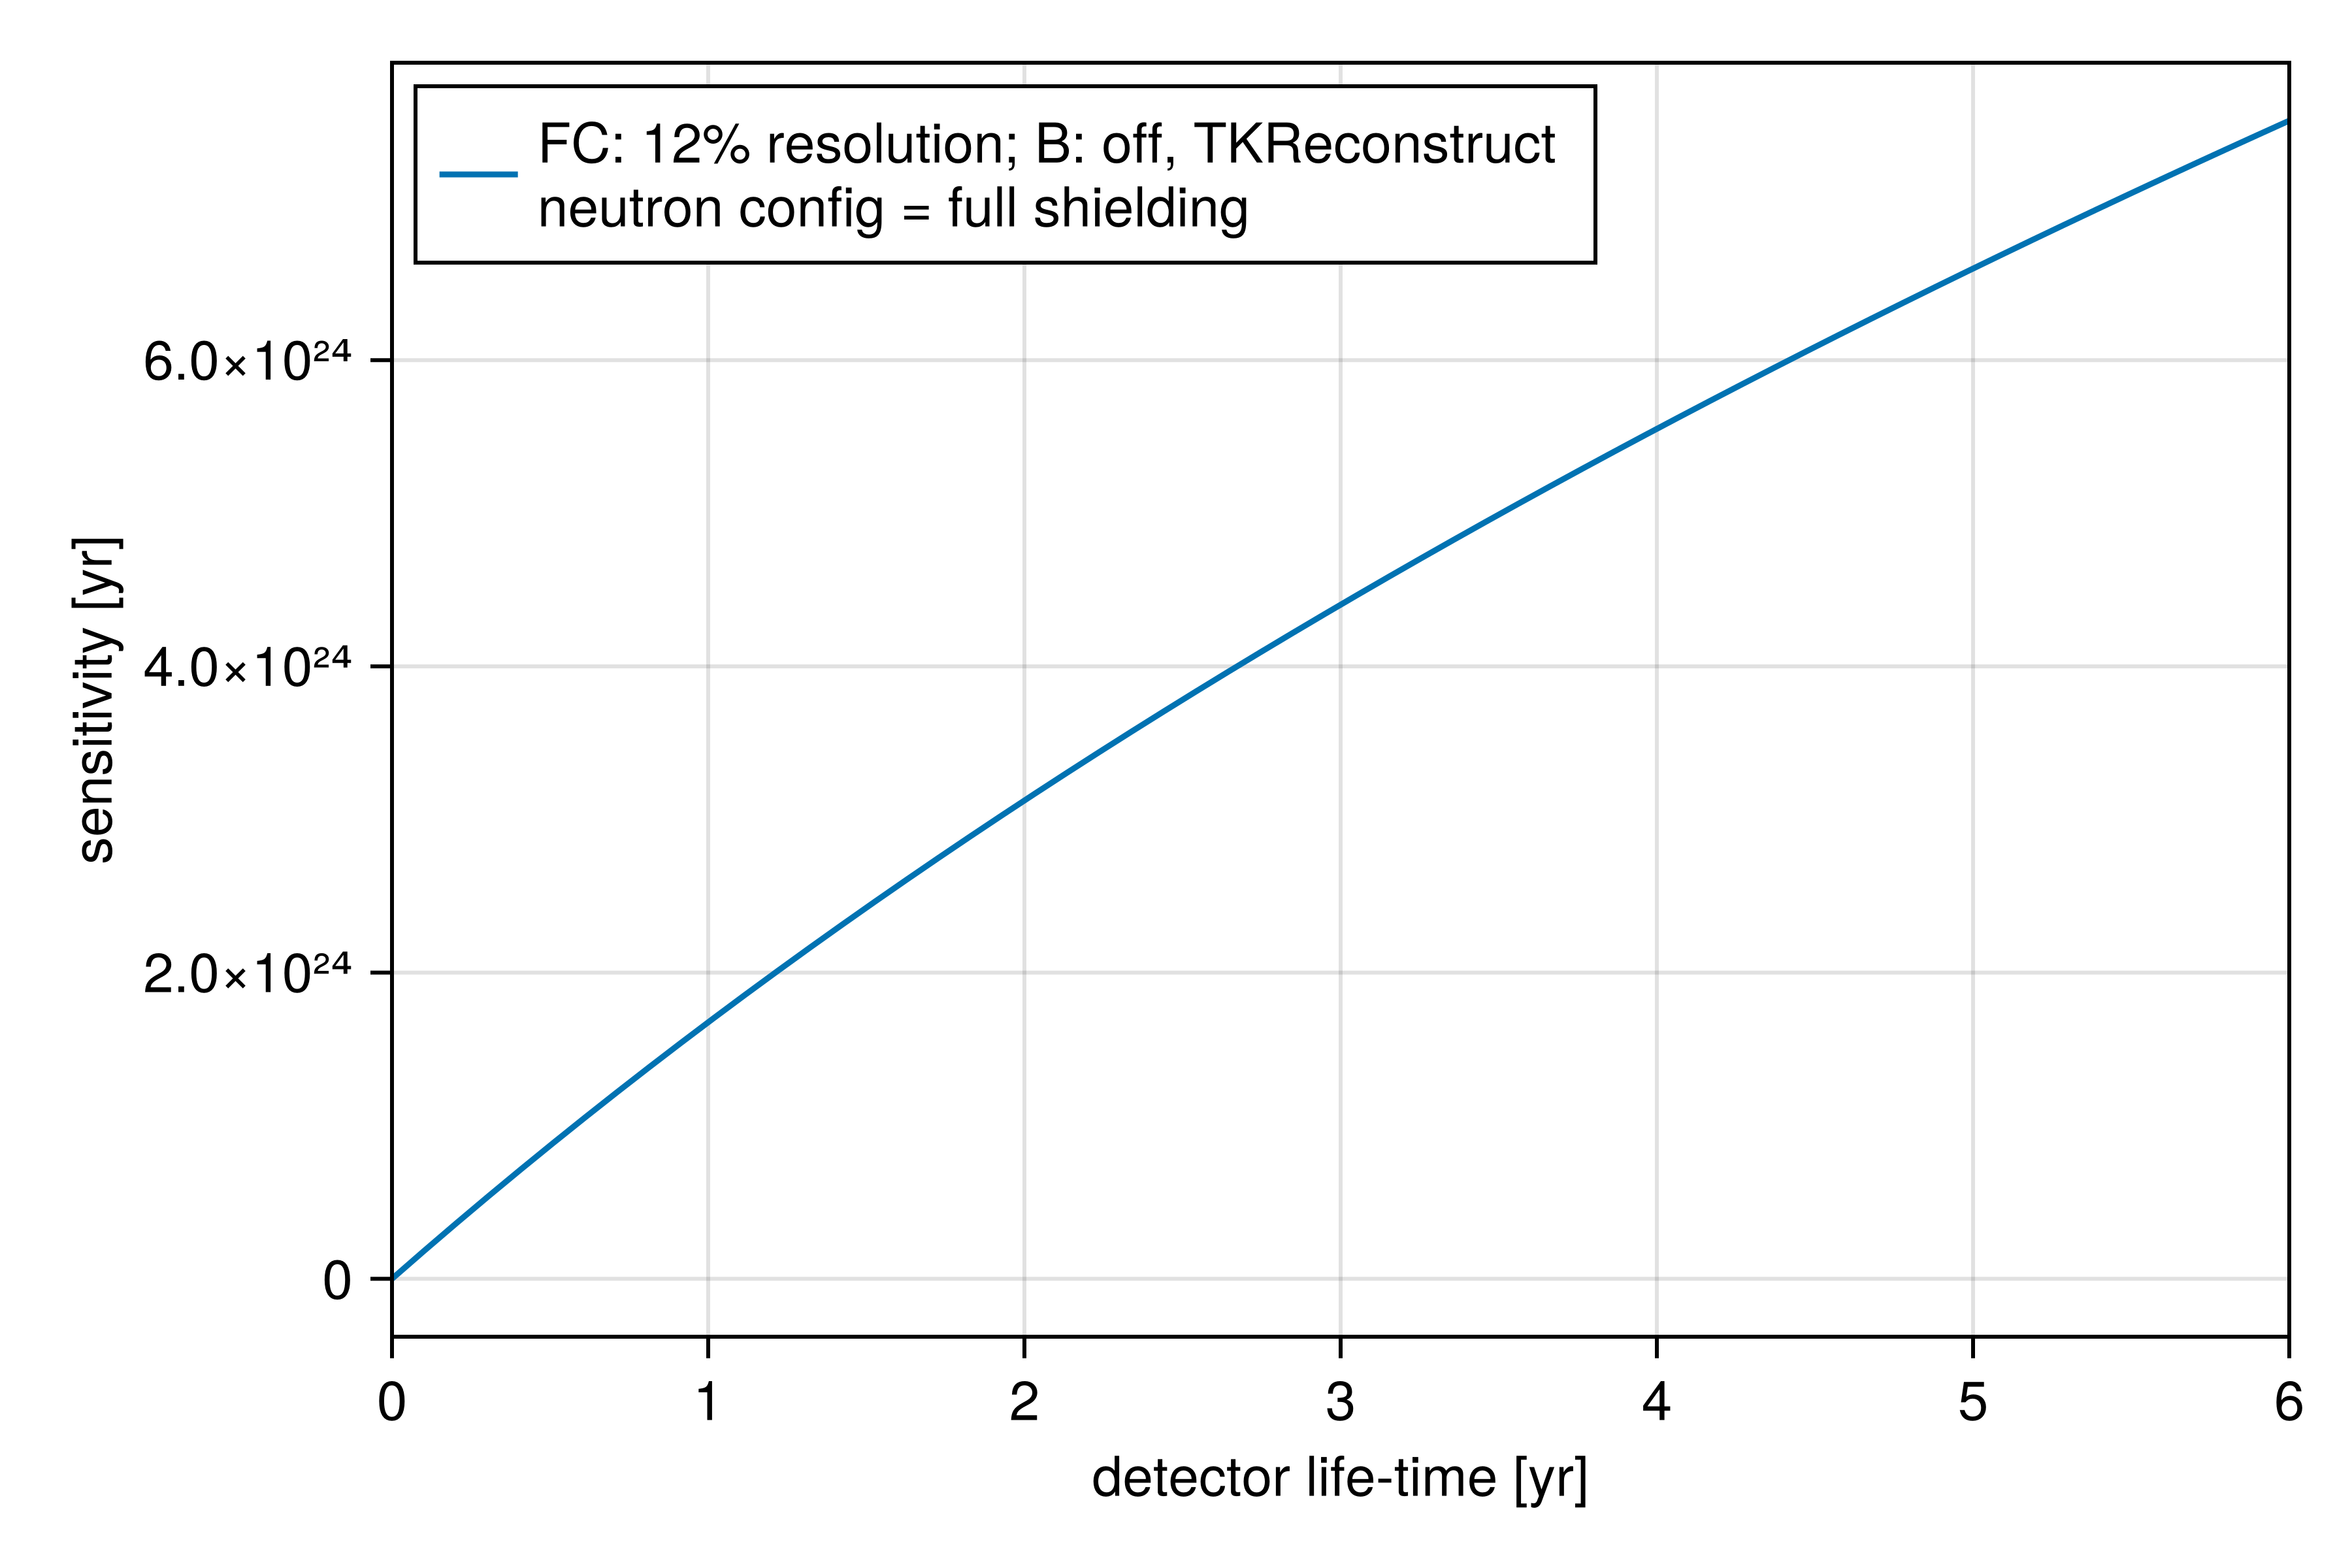 FC: 12% resolution; B: off, TKReconstruct
neutron config = full shielding
6.0×10²⁴
4.0×10²⁴
2.0×10²⁴
0
sensitivity [yr]
0 1 2 3 4 5 6
detector life-time [yr]